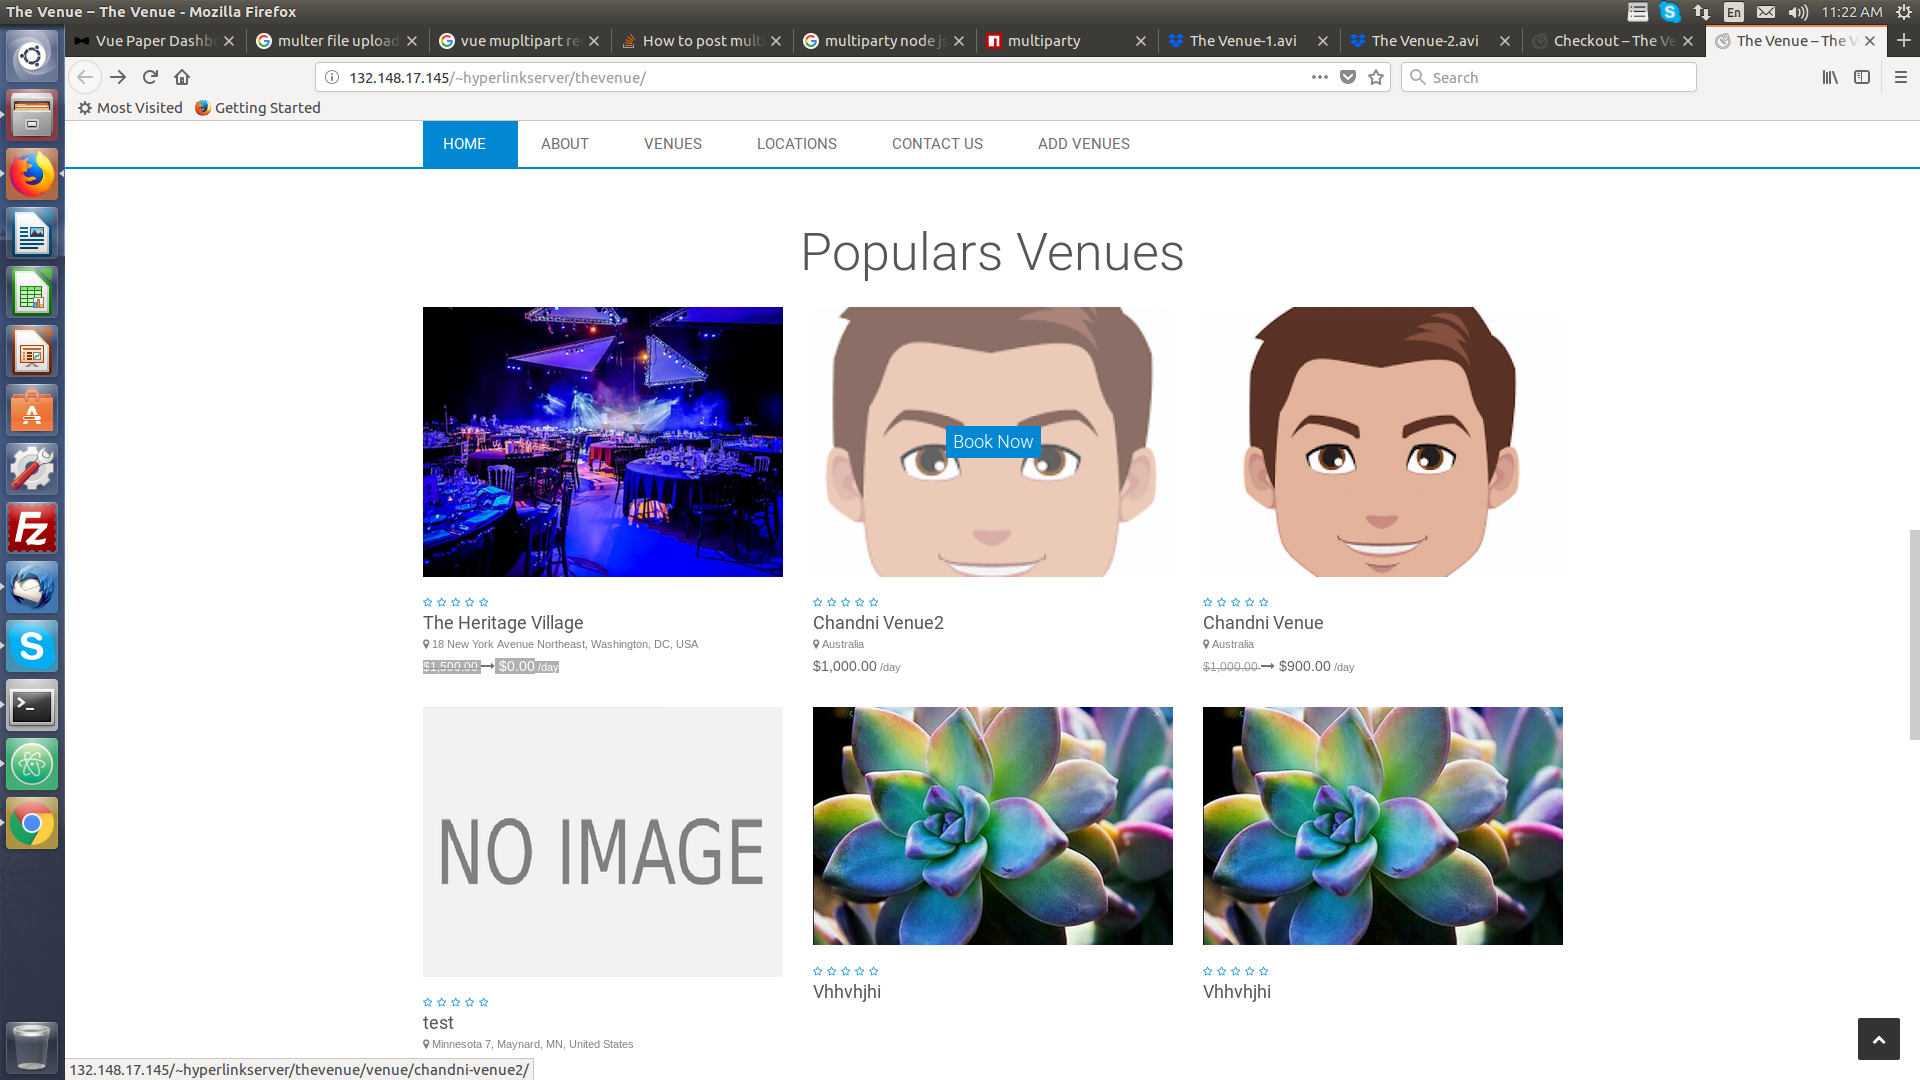 The Venue – The Venue - Mozilla Firefox
En
11:22 AM
Vue Paper Dashb
multer file upload
vue mupltipart re
How to post mult
multiparty node js
multiparty
The Venue-1.avi
The Venue-2.avi
Checkout – The Ve
The Venue – The V
132.148.17.145/~hyperlinkserver/thevenue/
Search
Most Visited
Getting Started
HOME
ABOUT
VENUES
LOCATIONS
CONTACT US
ADD VENUES
Populars Venues
Book Now
The Heritage Village
18 New York Avenue Northeast, Washington, DC, USA
$1,500.00 $0.00 /day
Chandni Venue2
Australia
$1,000.00 /day
Chandni Venue
Australia
$1,000.00 $900.00 /day
NO IMAGE
test
Minnesota 7, Maynard, MN, United States
Vhhvhjhi
Vhhvhjhi
132.148.17.145/~hyperlinkserver/thevenue/venue/chandni-venue2/